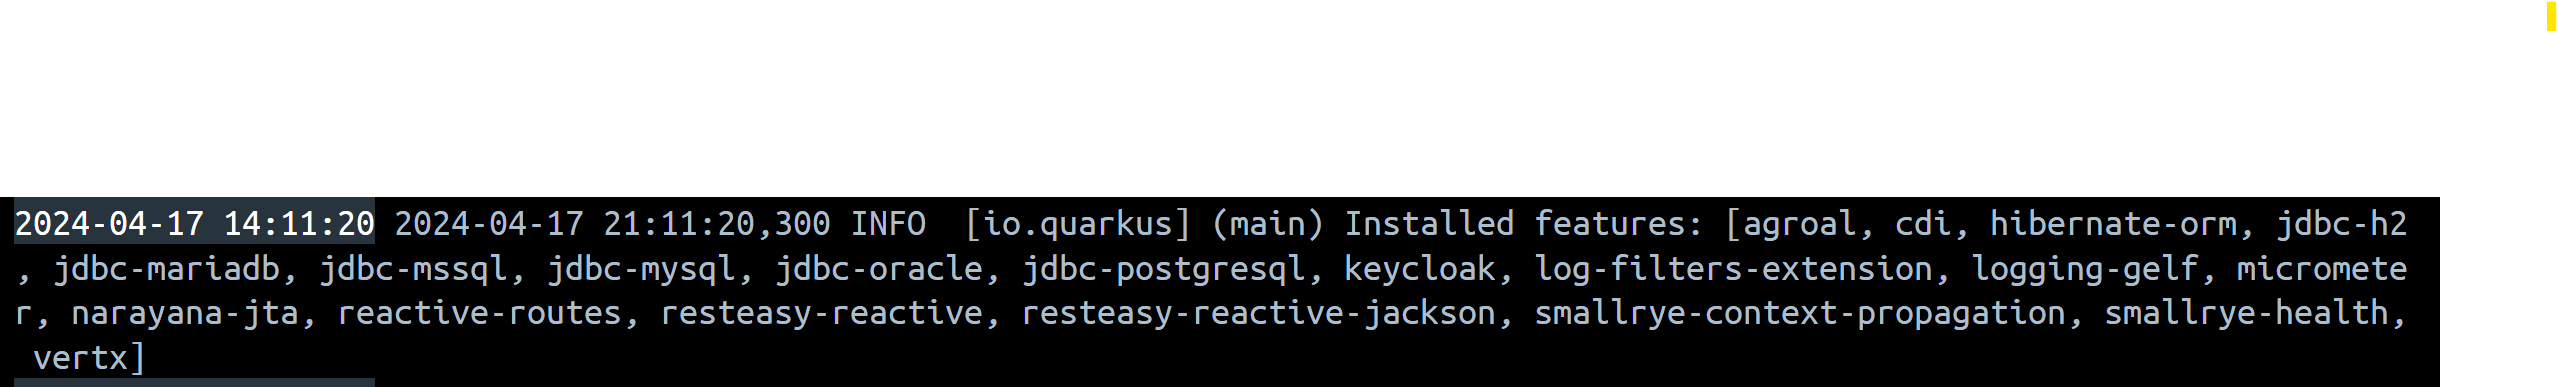 2024-04-17 14:11:20 2024-04-17 21:11:20,300 INFO  [io.quarkus] (main) Installed features: [agroal, cdi, hibernate-orm, jdbc-h2
, jdbc-mariadb, jdbc-mssql, jdbc-mysql, jdbc-oracle, jdbc-postgresql, keycloak, log-filters-extension, logging-gelf, micromete
r, narayana-jta, reactive-routes, resteasy-reactive, resteasy-reactive-jackson, smallrye-context-propagation, smallrye-health,
 vertx]